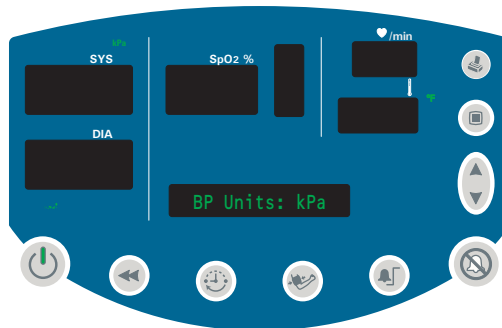 kPa
SYS
SpO2 %
/min
°F
DIA
BP Units: kPa